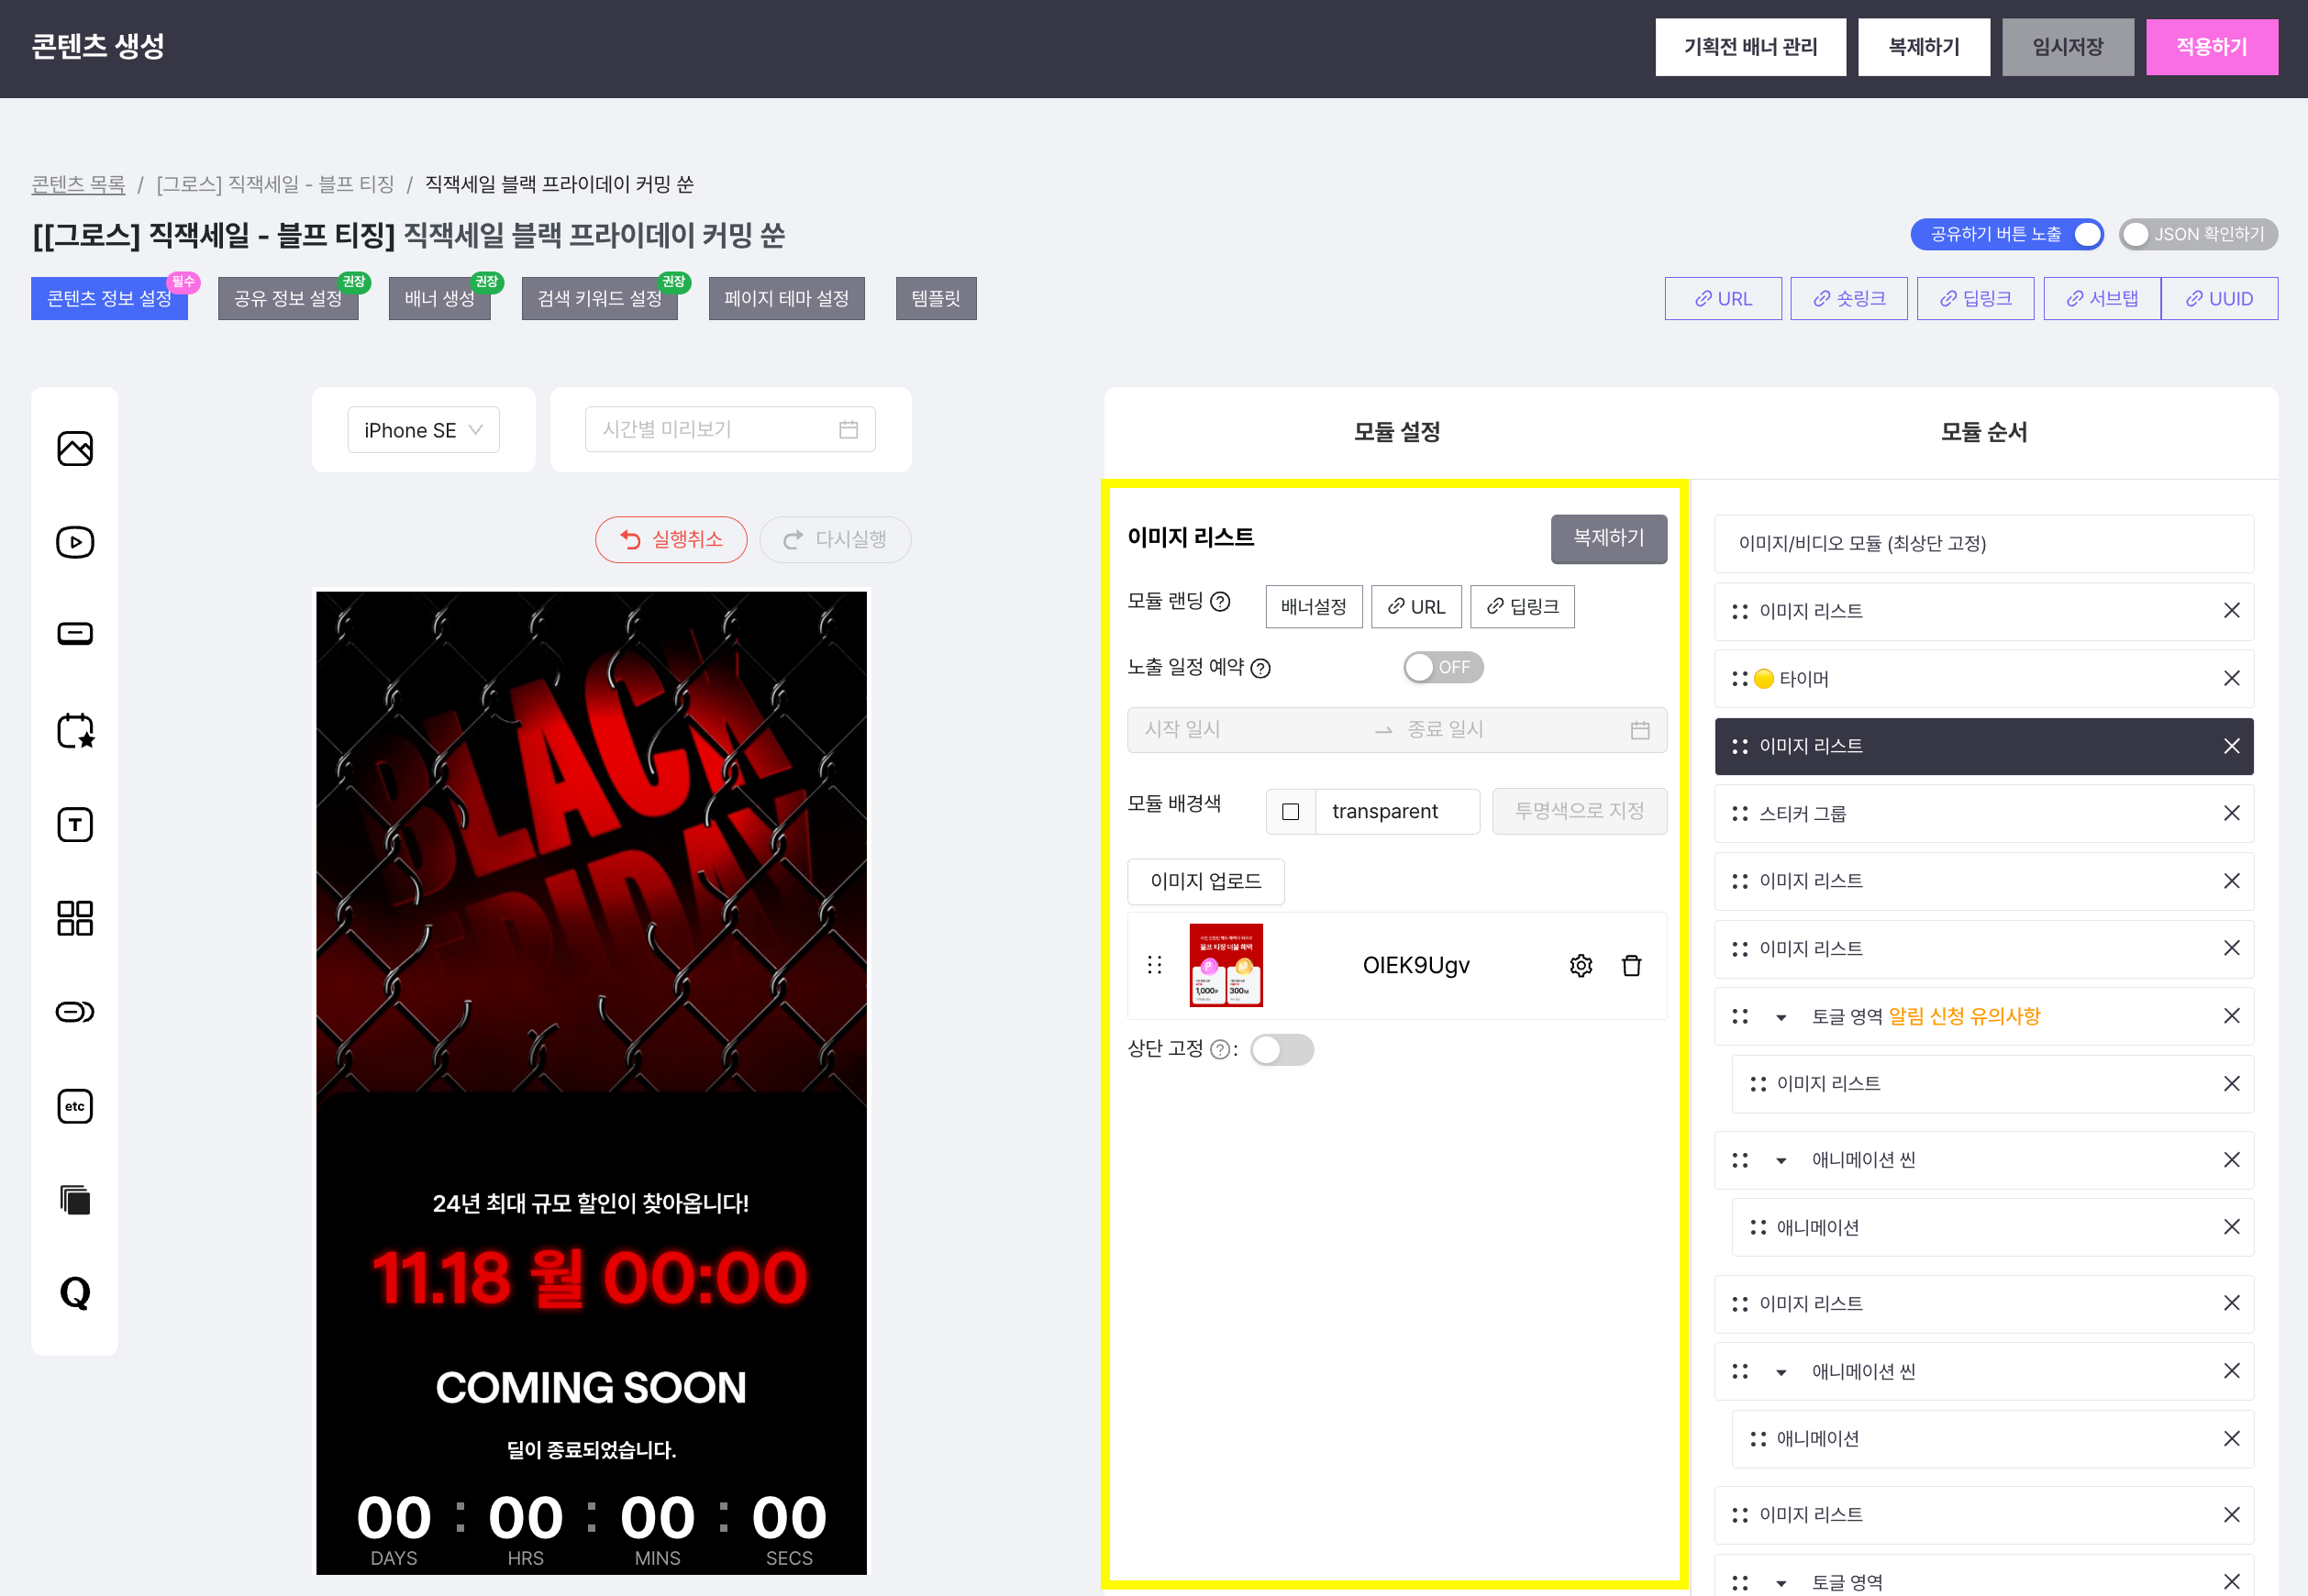 콘텐츠 생성
기획전 배너 관리
복제하기
임시저장
적용하기
콘텐츠 목록 / [그로스] 직잭세일 - 블프 티징 / 직잭세일 블랙 프라이데이 커밍 쑨
[[그로스] 직잭세일 - 블프 티징] 직잭세일 블랙 프라이데이 커밍 쑨
공유하기 버튼 노출
JSON 확인하기
콘텐츠 정보 설정 필수
공유 정보 설정 권장
배너 생성 권장
검색 키워드 설정 권장
페이지 테마 설정
템플릿
URL
숏링크
딥링크
서브탭
UUID
T
etc
Q
iPhone SE
시간별 미리보기
실행취소
다시실행
BLACK
FRIDAY
24년 최대 규모 할인이 찾아옵니다!
11.18 월 00:00
COMING SOON
딜이 종료되었습니다.
00 : 00 : 00 : 00
DAYS HRS MINS SECS
모듈 설정
이미지 리스트
복제하기
모듈 랜딩
배너설정
URL
딥링크
노출 일정 예약
OFF
시작 일시 → 종료 일시
모듈 배경색
transparent
투명색으로 지정
이미지 업로드
블프 티징 더블 혜택
P
M
1,000P
300M
OIEK9Ugv
상단 고정 :
모듈 순서
이미지/비디오 모듈 (최상단 고정)
이미지 리스트
타이머
이미지 리스트
스티커 그룹
이미지 리스트
이미지 리스트
토글 영역 알림 신청 유의사항
이미지 리스트
애니메이션 씬
애니메이션
이미지 리스트
애니메이션 씬
애니메이션
이미지 리스트
토글 영역